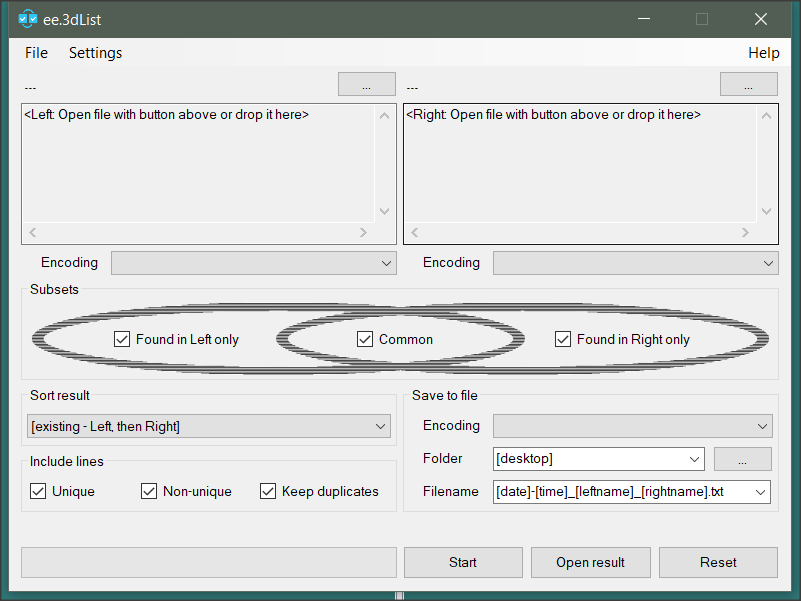 ee.3dList
File Settings Help
--- ... --- ...
<Left: Open file with button above or drop it here> <Right: Open file with button above or drop it here>
Encoding Encoding
Subsets
Found in Left only Common Found in Right only
Sort result
[existing - Left, then Right]
Include lines
Unique Non-unique Keep duplicates
Save to file
Encoding
Folder [desktop] ...
Filename [date]-[time]_[leftname]_[rightname].txt
Start Open result Reset